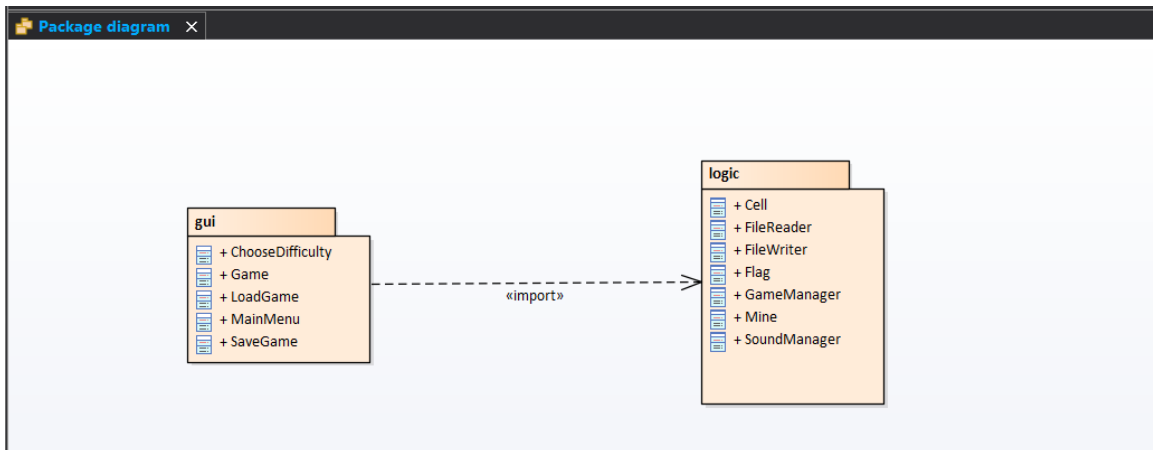 Package diagram
gui
+ ChooseDifficulty
+ Game
+ LoadGame
+ MainMenu
+ SaveGame
«import»
logic
+ Cell
+ FileReader
+ FileWriter
+ Flag
+ GameManager
+ Mine
+ SoundManager